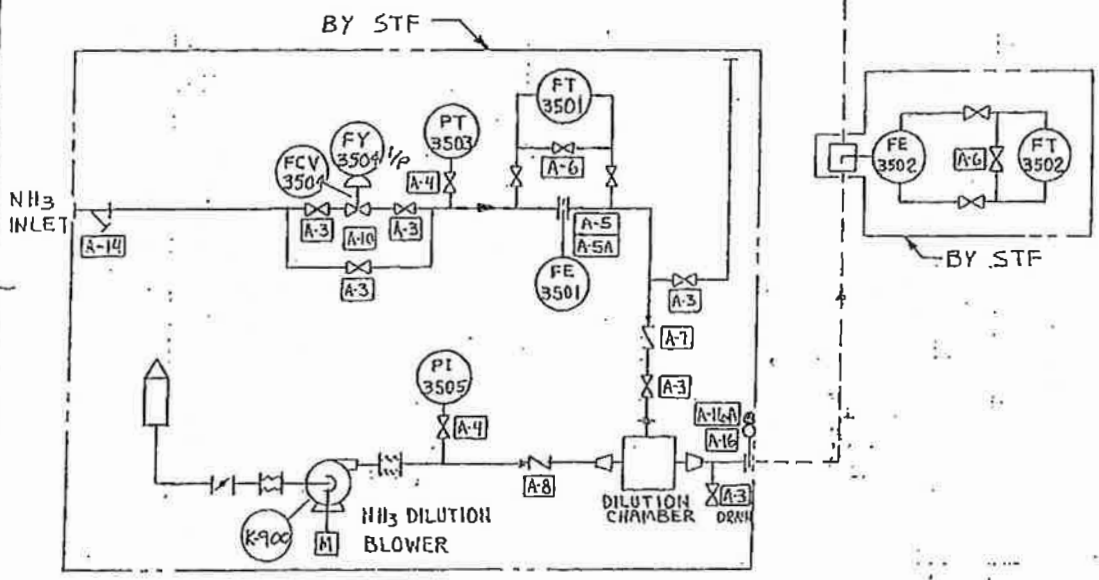 BY STF
FT
3501
FY
3504
I/P
PT
3503
FCV
3504
A-6
A-4
FE
3502
A-6
FT
3502
NH3
INLET
A-14
A-3
A-10
A-3
A-5
A-5A
A-3
FE
3501
A-3
BY STF
A-7
PI
3505
A-3
A-4
A-16A
A-16
A-8
DILUTION
CHAMBER
A-3
DRAIN
K-900
M
NH3 DILUTION
BLOWER